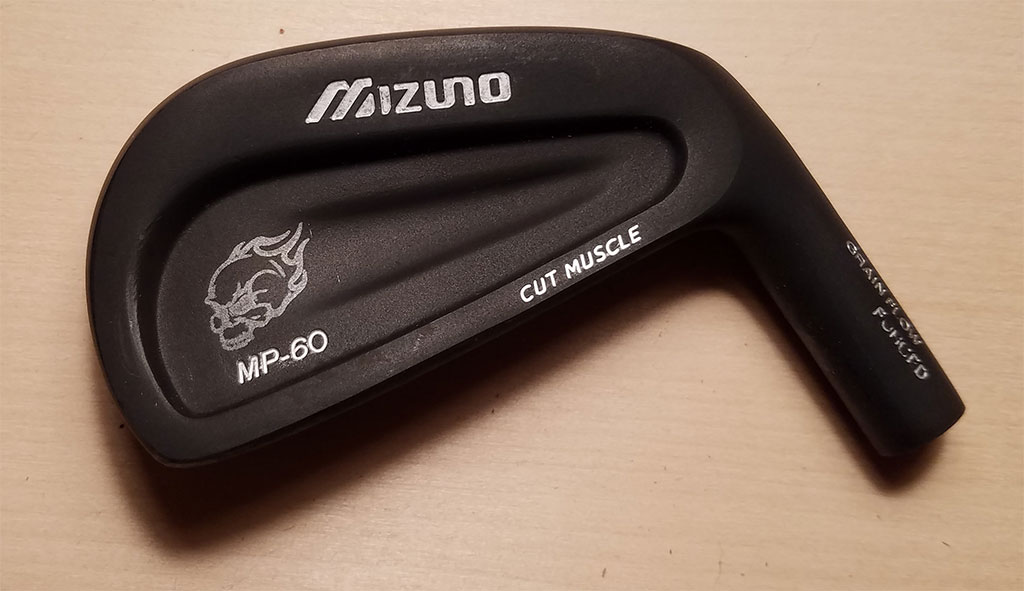 MIZUNO
MP-60
CUT MUSCLE
GRAIN FLOW
FORGED